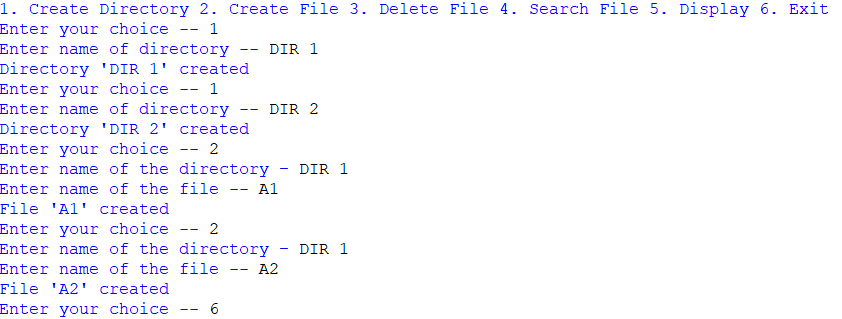 1. Create Directory 2. Create File 3. Delete File 4. Search File 5. Display 6. Exit
Enter your choice -- 1
Enter name of directory -- DIR 1
Directory 'DIR 1' created
Enter your choice -- 1
Enter name of directory -- DIR 2
Directory 'DIR 2' created
Enter your choice -- 2
Enter name of the directory - DIR 1
Enter name of the file -- A1
File 'A1' created
Enter your choice -- 2
Enter name of the directory - DIR 1
Enter name of the file -- A2
File 'A2' created
Enter your choice -- 6